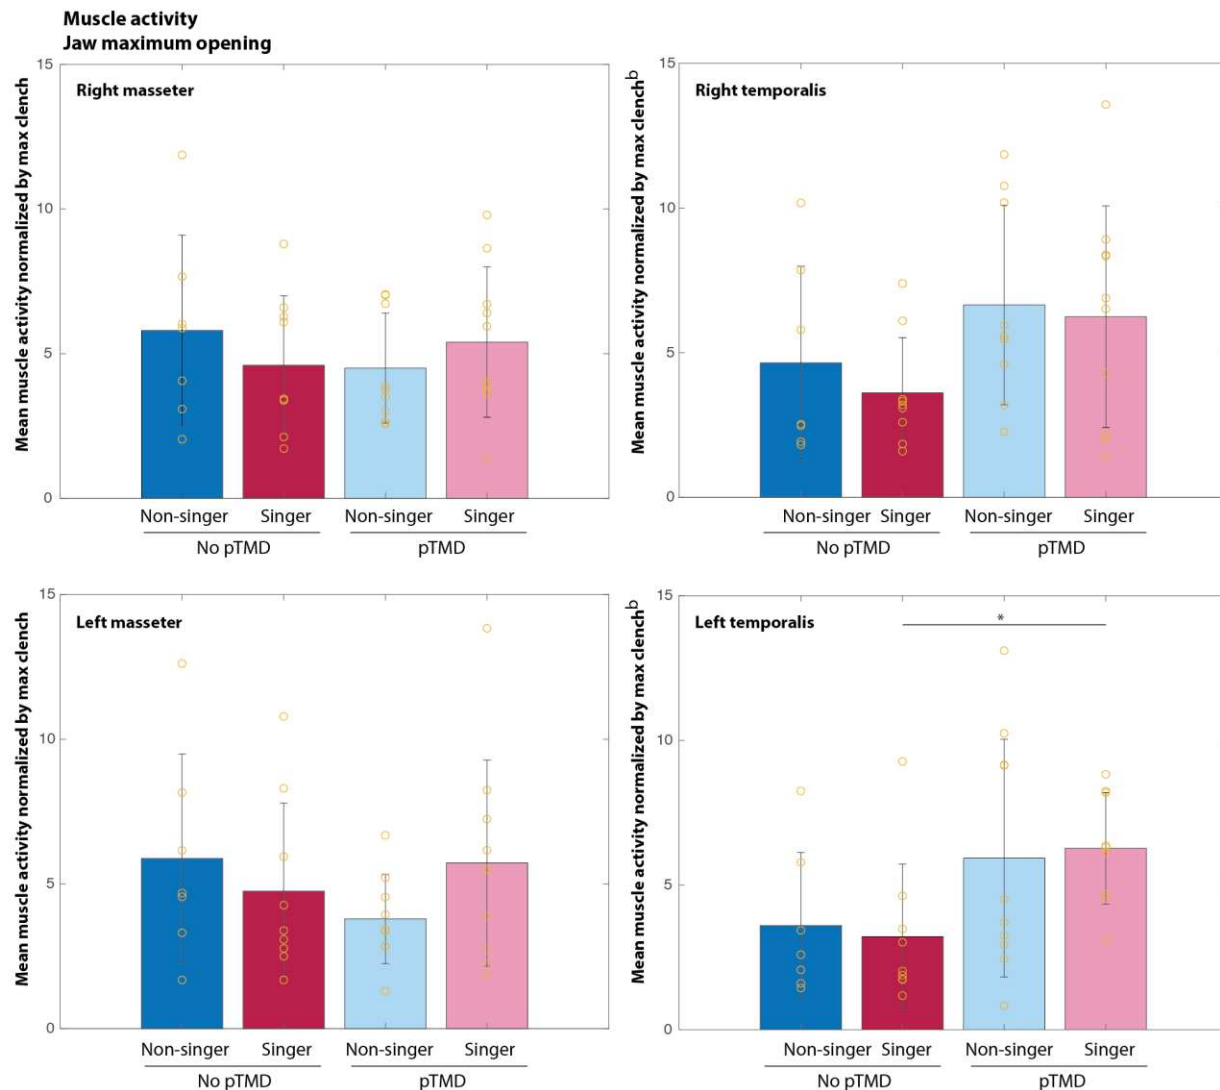 Muscle activity
Jaw maximum opening
Mean muscle activity normalized by max clench
Right masseter
15
10
5
0
Non-singer Singer Non-singer Singer
No pTMD pTMD
Mean muscle activity normalized by max clenchb
Right temporalis
15
10
5
0
Non-singer Singer Non-singer Singer
No pTMD pTMD
Mean muscle activity normalized by max clench
Left masseter
15
10
5
0
Non-singer Singer Non-singer Singer
No pTMD pTMD
Mean muscle activity normalized by max clenchb
Left temporalis
*
15
10
5
0
Non-singer Singer Non-singer Singer
No pTMD pTMD